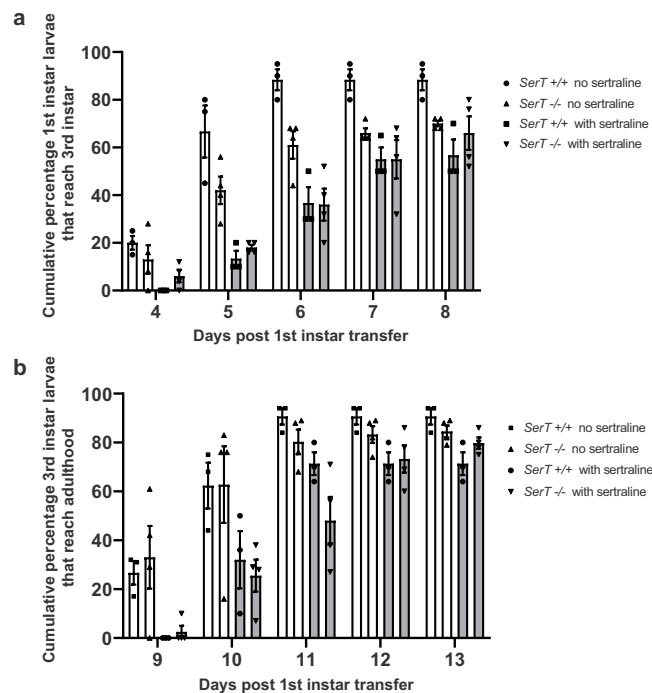 a
Cumulative percentage 1st instar larvae
that reach 3rd instar
100
80
60
40
20
0
4 5 6 7 8
Days post 1st instar transfer
SerT +/+ no sertraline
SerT -/- no sertraline
SerT +/+ with sertraline
SerT -/- with sertraline
b
Cumulative percentage 3rd instar larvae
that reach adulthood
100
80
60
40
20
0
9 10 11 12 13
Days post 1st instar transfer
SerT +/+ no sertraline
SerT -/- no sertraline
SerT +/+ with sertraline
SerT -/- with sertraline